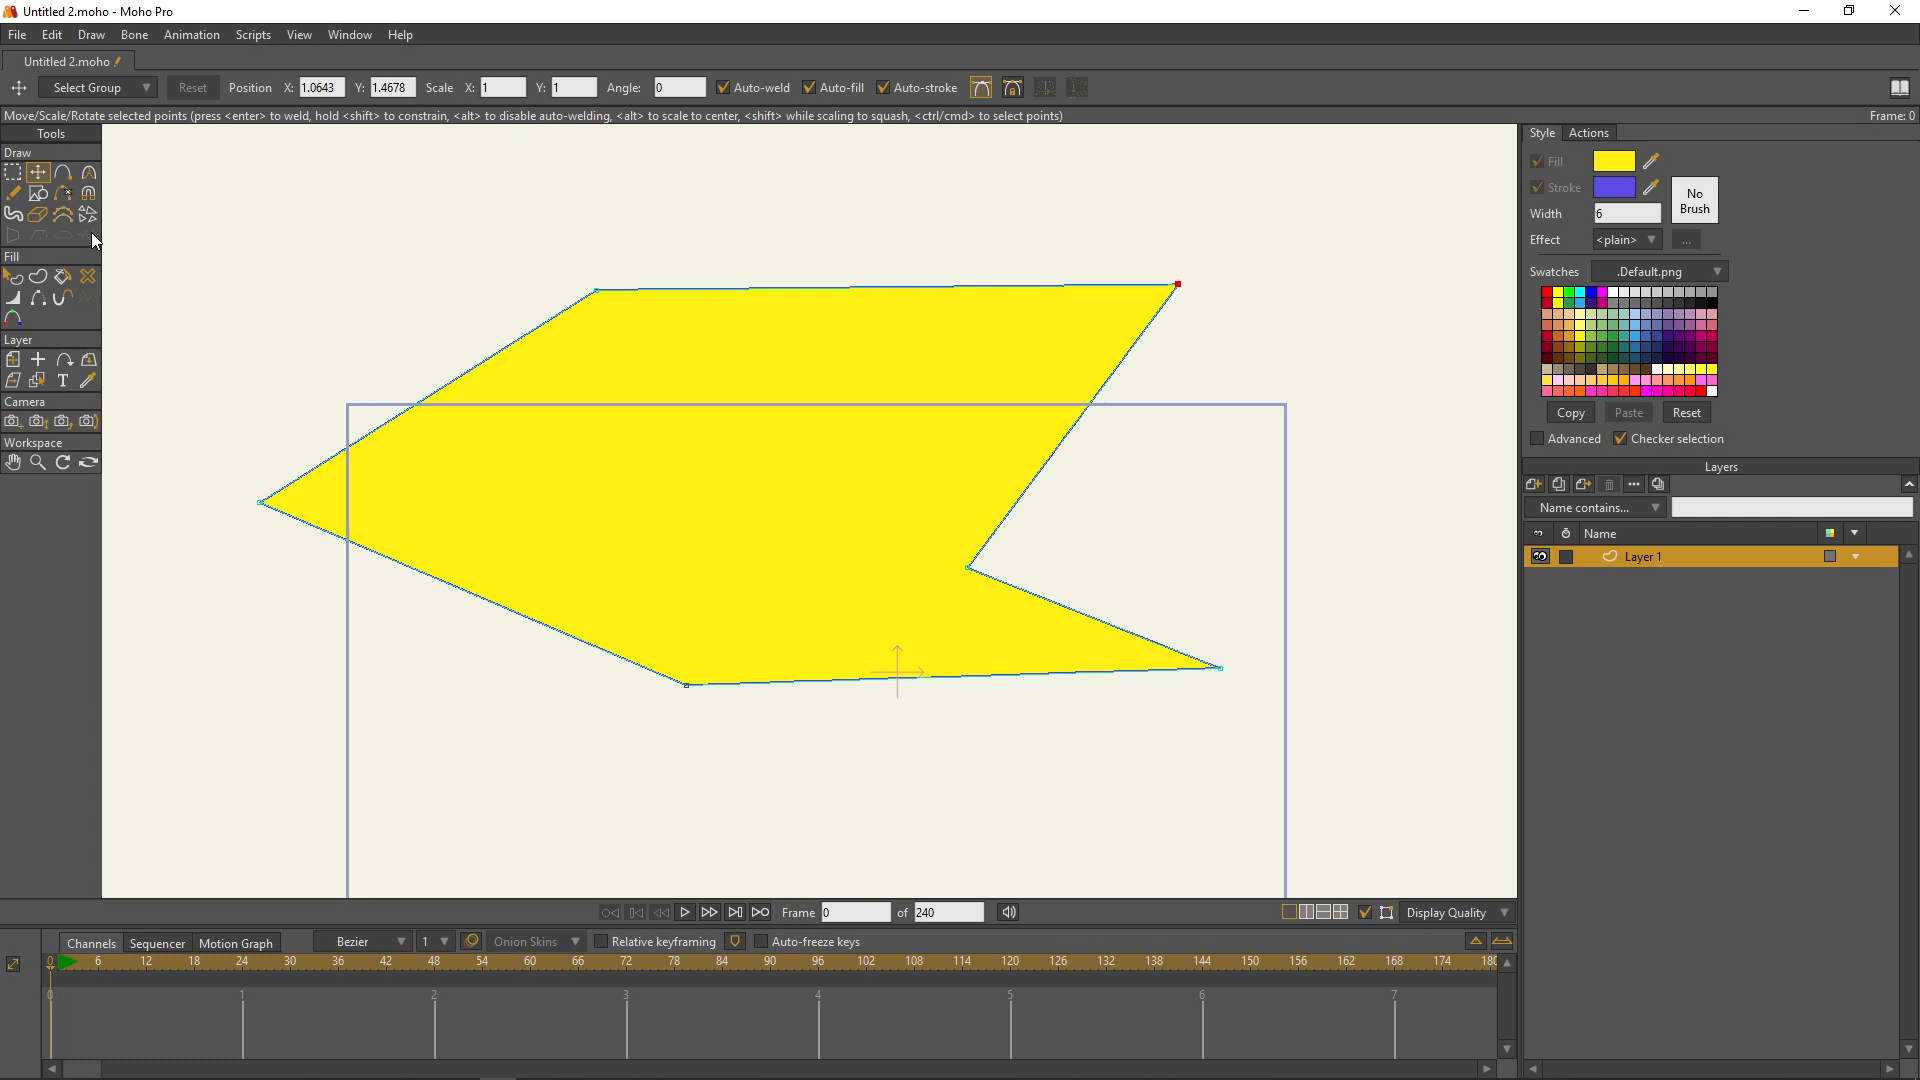 Untitled 2.moho - Moho Pro
File Edit Draw Bone Animation Scripts View Window Help
Untitled 2.moho
Select Group Reset Position X: 1.0643 Y: 1.4678 Scale X: 1 Y: 1 Angle: 0 Auto-weld Auto-fill Auto-stroke
Move/Scale/Rotate selected points (press <enter> to weld, hold <shift> to constrain, <alt> to disable auto-welding, <alt> to scale to center, <shift> while scaling to squash, <ctrl/cmd> to select points) Frame: 0
Tools
Draw
Fill
Layer
Camera
Workspace
Style Actions
Fill
Stroke
No
Brush
Width 6
Effect <plain> ...
Swatches .Default.png
Copy Paste Reset
Advanced Checker selection
Layers
Name contains...
Name
Layer 1
Frame 0 of 240 Display Quality
Channels Sequencer Motion Graph Bezier 1 Onion Skins Relative keyframing Auto-freeze keys
0 6 12 18 24 30 36 42 48 54 60 66 72 78 84 90 96 102 108 114 120 126 132 138 144 150 156 162 168 174 180
0 1 2 3 4 5 6 7